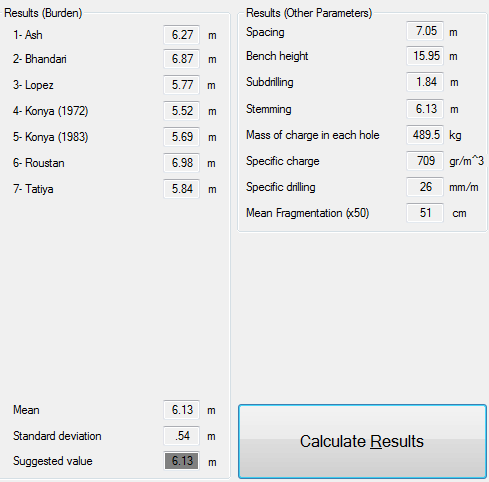 Results (Burden)
1- Ash 6.27 m
2- Bhandari 6.87 m
3- Lopez 5.77 m
4- Konya (1972) 5.52 m
5- Konya (1983) 5.69 m
6- Roustan 6.98 m
7- Tatiya 5.84 m
Mean 6.13 m
Standard deviation .54 m
Suggested value 6.13 m
Results (Other Parameters)
Spacing 7.05 m
Bench height 15.95 m
Subdrilling 1.84 m
Stemming 6.13 m
Mass of charge in each hole 489.5 kg
Specific charge 709 gr/m^3
Specific drilling 26 mm/m
Mean Fragmentation (x50) 51 cm
Calculate Results